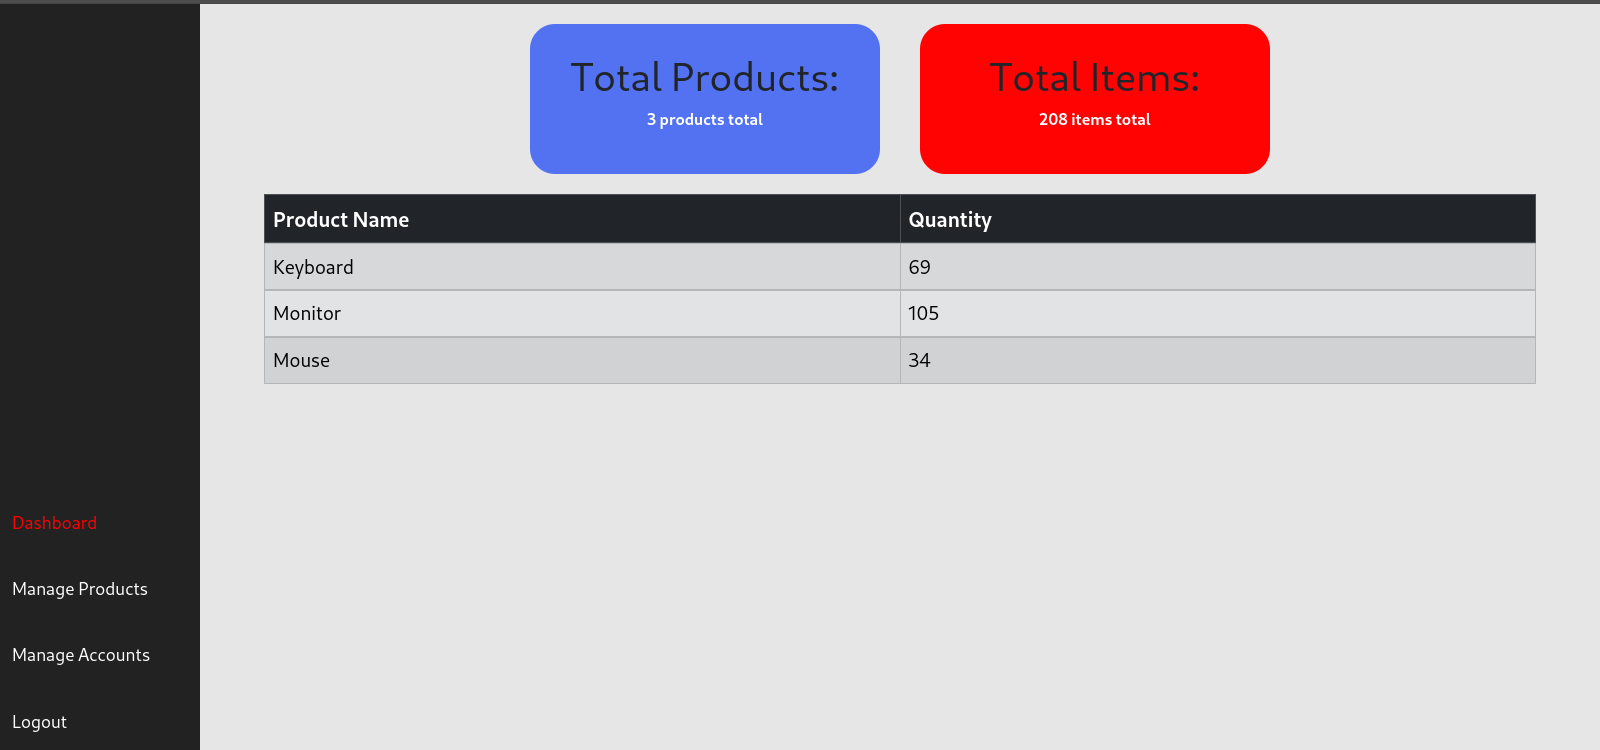 Total Products:
3 products total
Total Items:
208 items total
Product Name Quantity
Keyboard 69
Monitor 105
Mouse 34
Dashboard
Manage Products
Manage Accounts
Logout